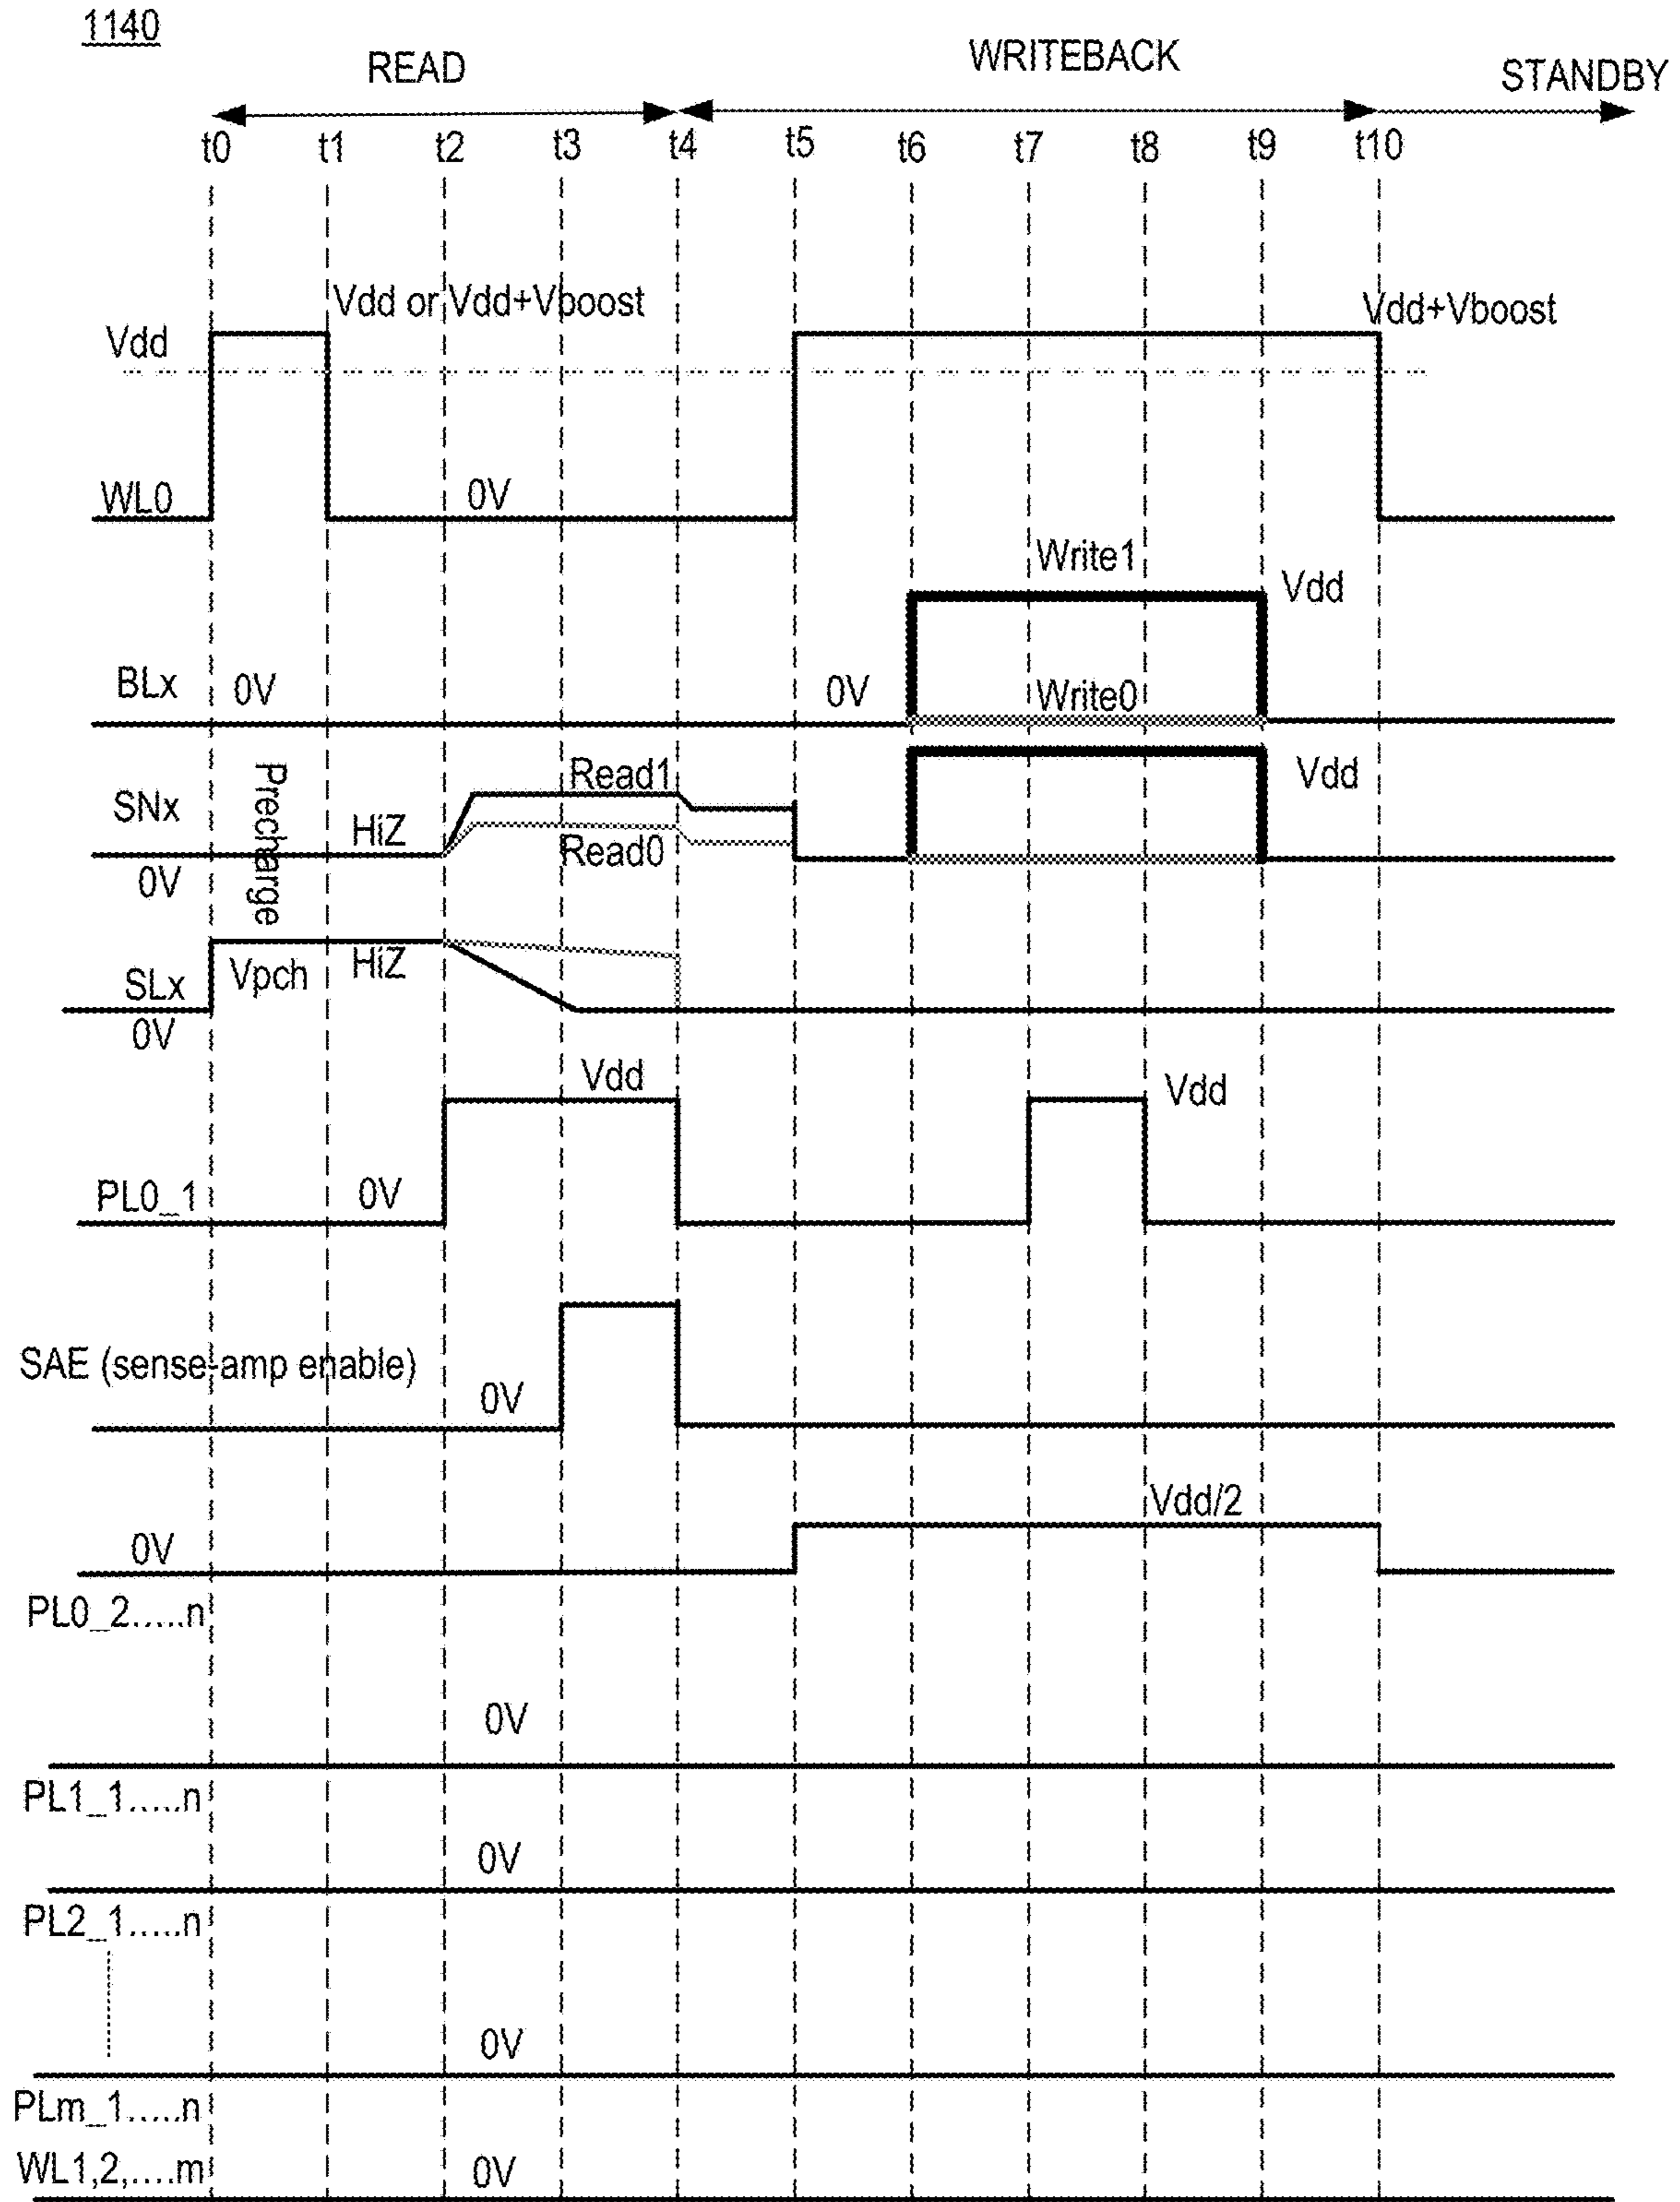 1140
READ
WRITEBACK
STANDBY
t0 t1 t2 t3 t4 t5 t6 t7 t8 t9 t10
Vdd or Vdd+Vboost
Vdd+Vboost
Vdd
WL0
0V
Write1
Vdd
BLx
0V
0V
Write0
Precharge
Read1
Vdd
SNx
HiZ
Read0
0V
HiZ
Vpch
SLx
0V
Vdd
Vdd
PL0_1
0V
SAE (sense-amp enable)
0V
Vdd/2
0V
PL0_2.....n
0V
PL1_1.....n
0V
PL2_1.....n
0V
PLm_1.....n
WL1,2,....m
0V